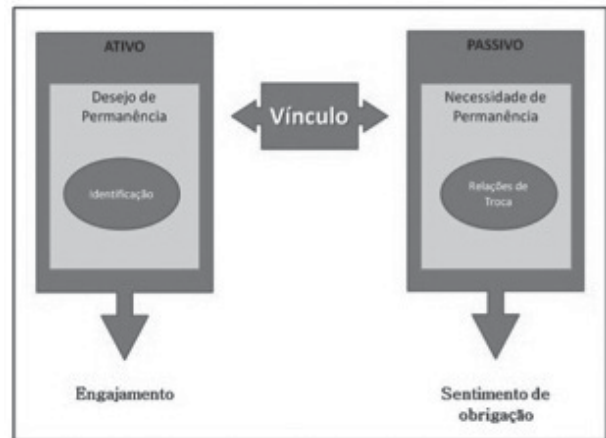 ATIVO
Desejo de
Permanência
Identificação
Engajamento
Vínculo
PASSIVO
Necessidade de
Permanência
Relações de
Troca
Sentimento de
obrigação